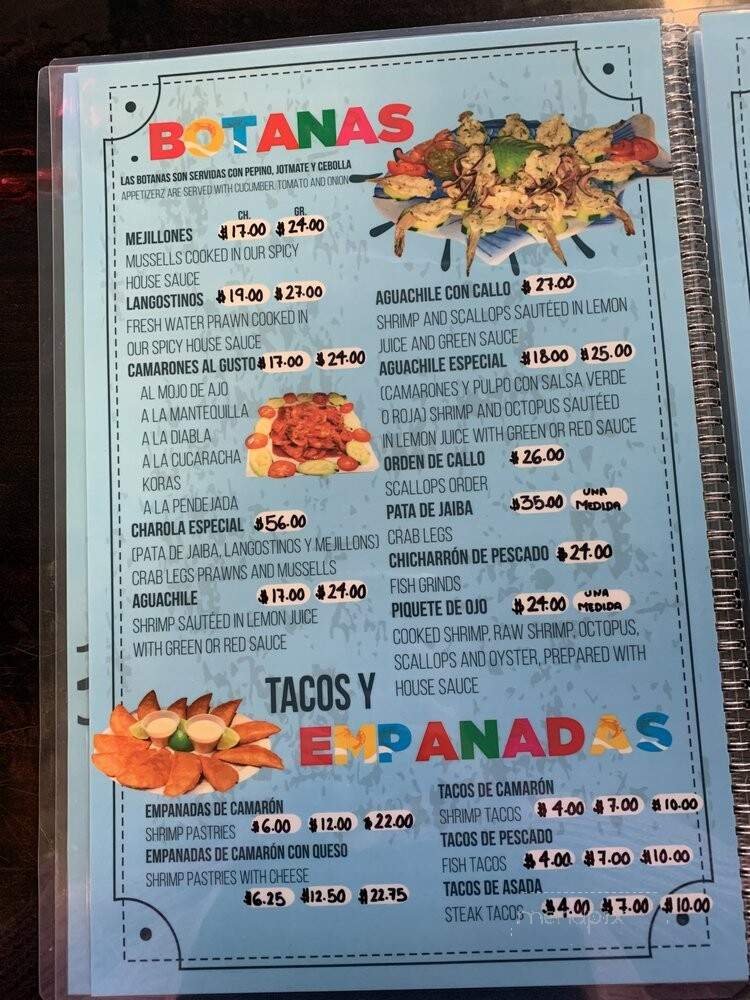 BOTANAS
LAS BOTANAS SON SERVIDAS CON PEPINO, JOTMATE Y CEBOLLA
APPETIZERZ ARE SERVED WITH CUCUMBER, TOMATO AND ONION
CH. GR.
MEJILLONES $17.00 $24.00
MUSSELLS COOKED IN OUR SPICY
HOUSE SAUCE
LANGOSTINOS $19.00 $27.00
FRESH WATER PRAWN COOKED IN
OUR SPICY HOUSE SAUCE
CAMARONES AL GUSTO $17.00 $24.00
AL MOJO DE AJO
A LA MANTEQUILLA
A LA DIABLA
A LA CUCARACHA
KORAS
A LA PENDEJADA
CHAROLA ESPECIAL $56.00
(PATA DE JAIBA, LANGOSTINOS Y MEJILLONS)
CRAB LEGS PRAWNS AND MUSSELLS
AGUACHILE $17.00 $24.00
SHRIMP SAUTÉED IN LEMON JUICE
WITH GREEN OR RED SAUCE
AGUACHILE CON CALLO $27.00
SHRIMP AND SCALLOPS SAUTÉED IN LEMON
JUICE AND GREEN SAUCE
AGUACHILE ESPECIAL $18.00 $25.00
(CAMARONES Y PULPO CON SALSA VERDE
O ROJA) SHRIMP AND OCTOPUS SAUTÉED
IN LEMON JUICE WITH GREEN OR RED SAUCE
ORDEN DE CALLO $26.00
SCALLOPS ORDER
PATA DE JAIBA $35.00 UNA MEDIDA
CRAB LEGS
CHICHARRÓN DE PESCADO $24.00
FISH GRINDS
PIQUETE DE OJO $24.00 UNA MEDIDA
COOKED SHRIMP, RAW SHRIMP, OCTOPUS,
SCALLOPS AND OYSTER, PREPARED WITH
HOUSE SAUCE
TACOS Y
EMPANADAS
EMPANADAS DE CAMARÓN
SHRIMP PASTRIES $6.00 $12.00 $22.00
EMPANADAS DE CAMARÓN CON QUESO
SHRIMP PASTRIES WITH CHEESE
$6.25 $12.50 $22.75
TACOS DE CAMARÓN
SHRIMP TACOS $4.00 $7.00 $10.00
TACOS DE PESCADO
FISH TACOS $4.00 $7.00 $10.00
TACOS DE ASADA
STEAK TACOS $4.00 $7.00 $10.00
menupix